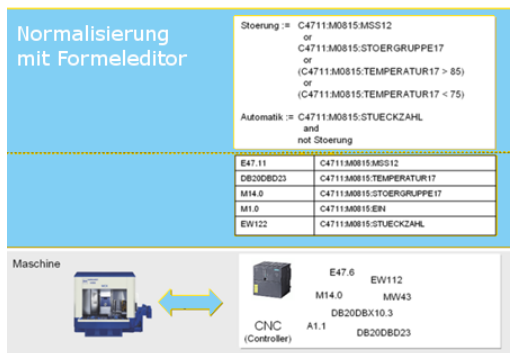 Normalisierung
mit Formeleditor
Stoerung := C4711:M0815:MSS12
or
C4711:M0815:STOERGRUPPE17
or
(C4711:M0815:TEMPERATUR17 > 85)
or
(C4711:M0815:TEMPERATUR17 < 75)
Automatik := C4711:M0815:STUECKZAHL
and
not Stoerung
E47.11 C4711:M0815:MSS12
DB20DBD23 C4711:M0815:TEMPERATUR17
M14.0 C4711:M0815:STOERGRUPPE17
M1.0 C4711:M0815:EIN
EW122 C4711:M0815:STUECKZAHL
Maschine
E47.6
EW112
M14.0
MW43
DB20DBX10.3
CNC
(Controller)
A1.1
DB20DBD23